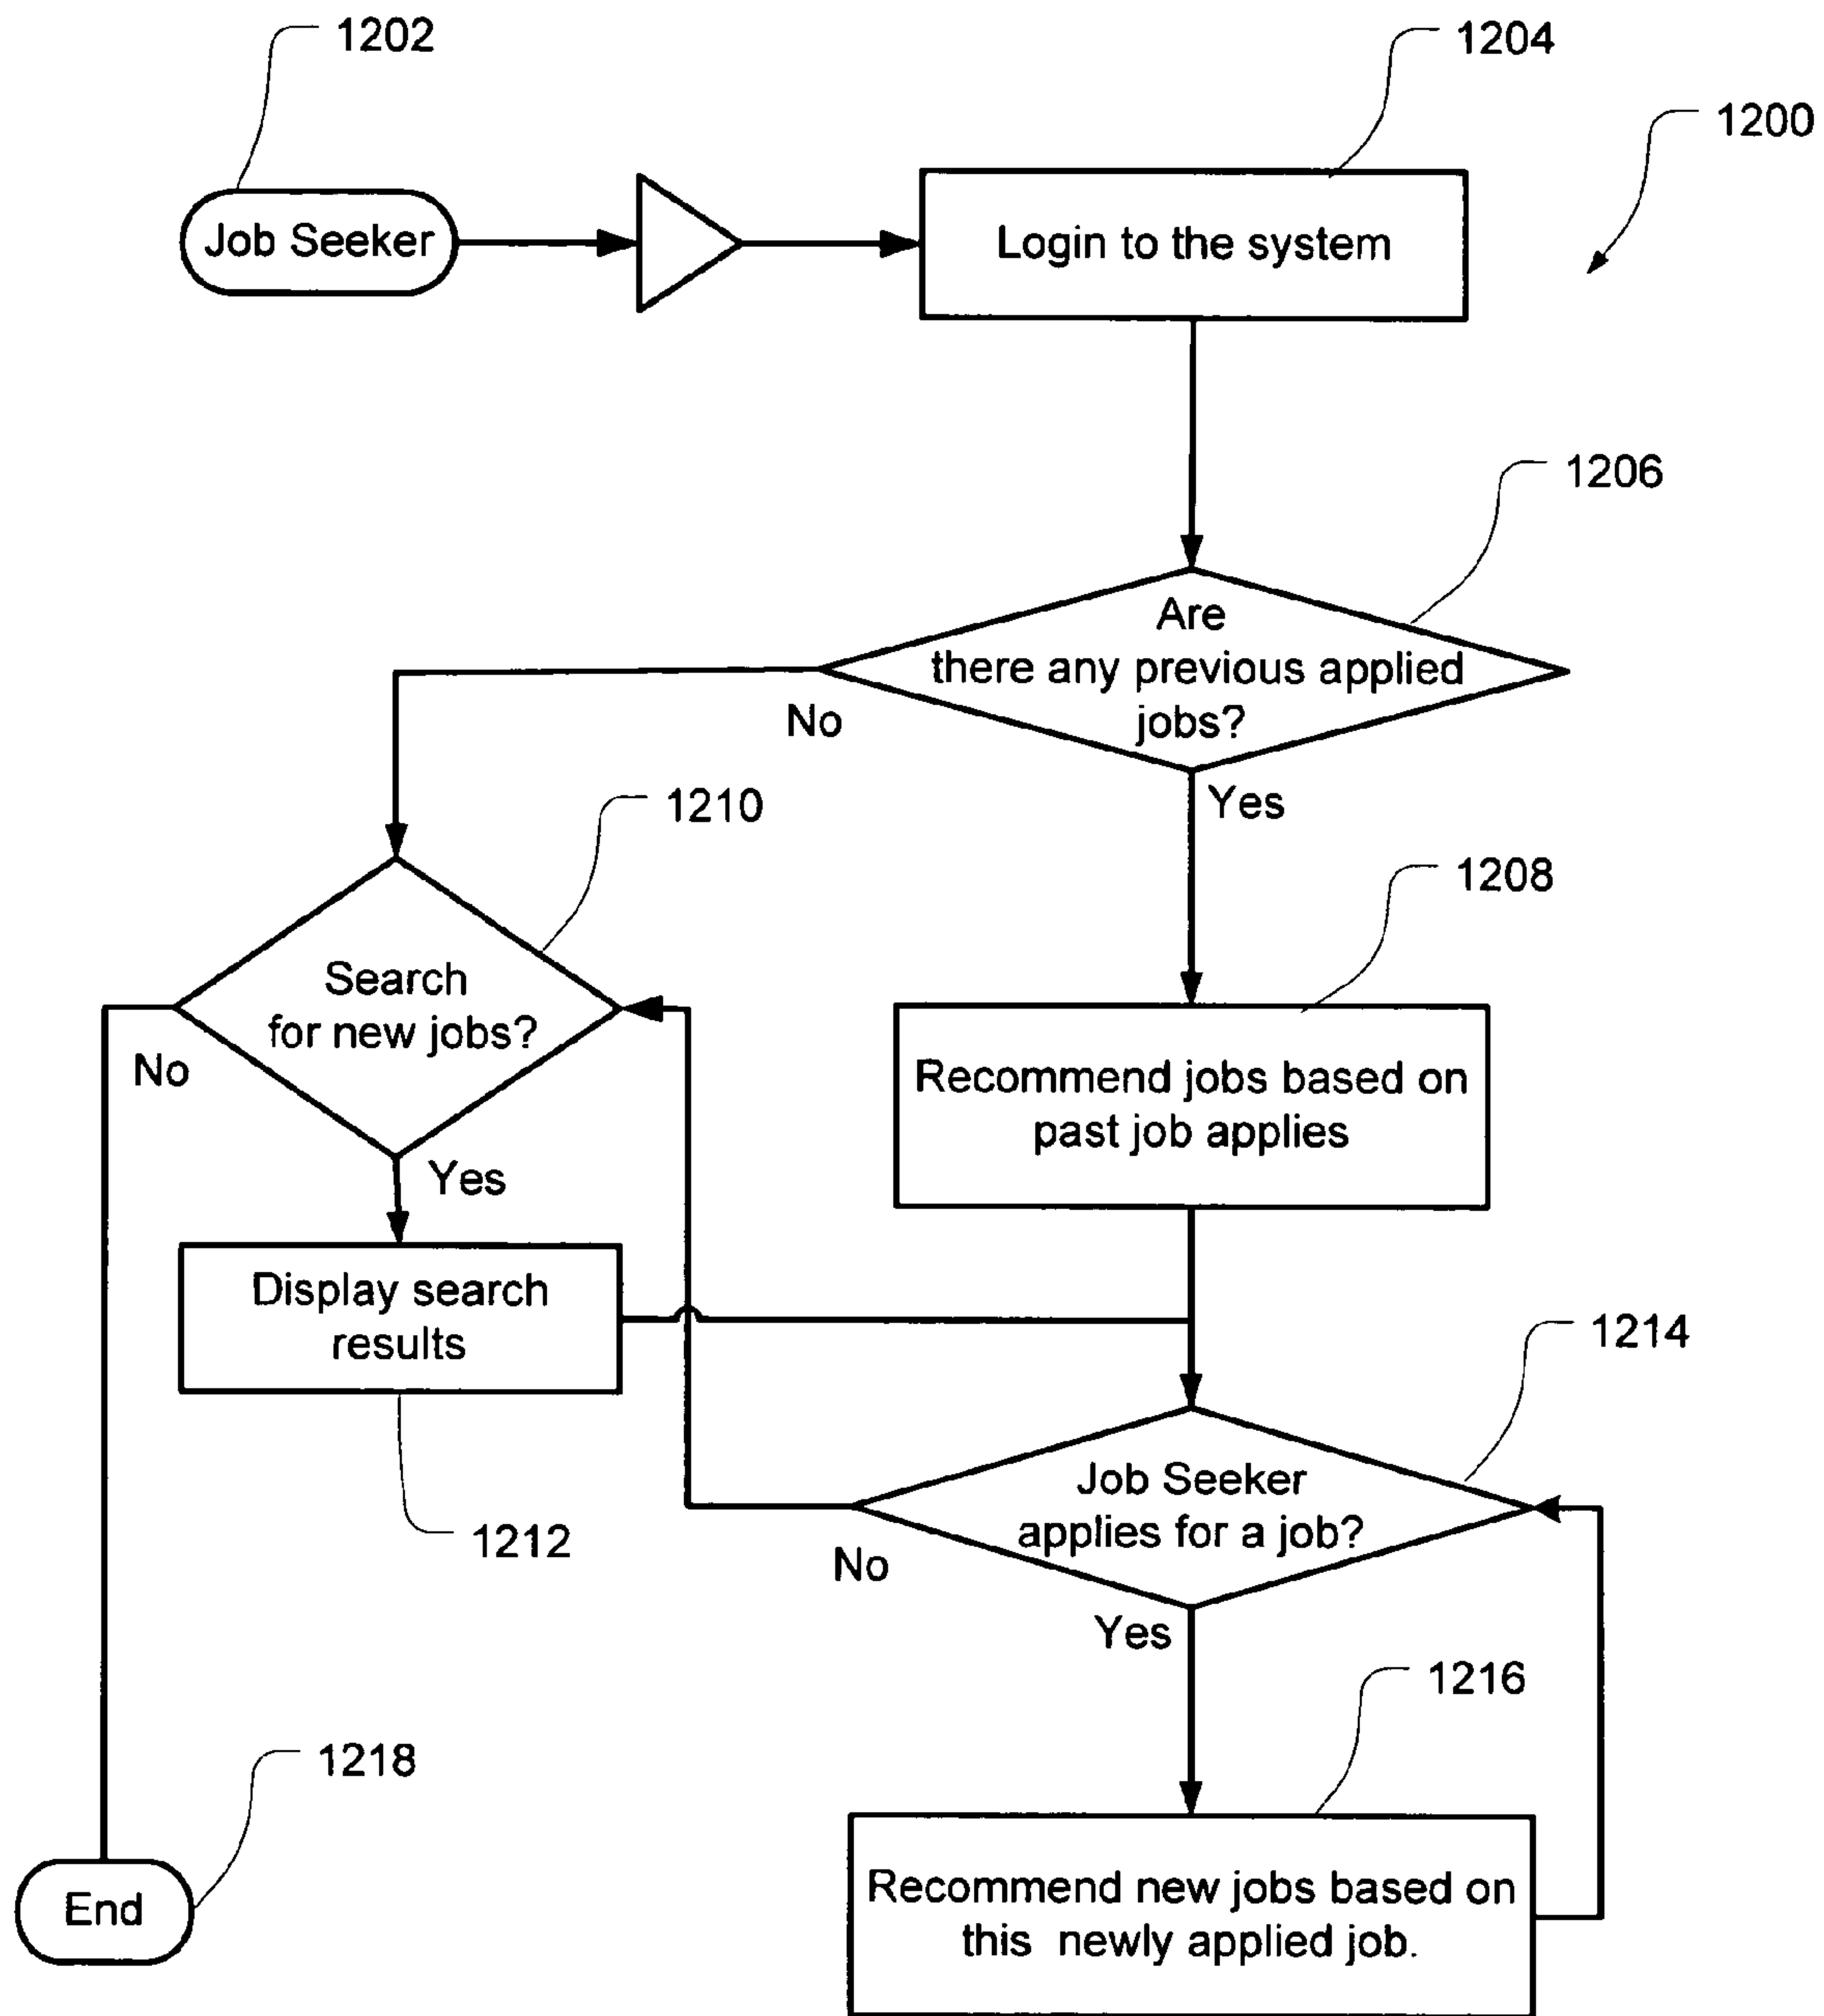 1202
1204
1200
Job Seeker
Login to the system
1206
Are
there any previous applied
jobs?
No
Yes
1210
1208
Search
for new jobs?
No
Yes
Recommend jobs based on
past job applies
Display search
results
1212
1214
Job Seeker
applies for a job?
No
Yes
1216
1218
End
Recommend new jobs based on
this newly applied job.